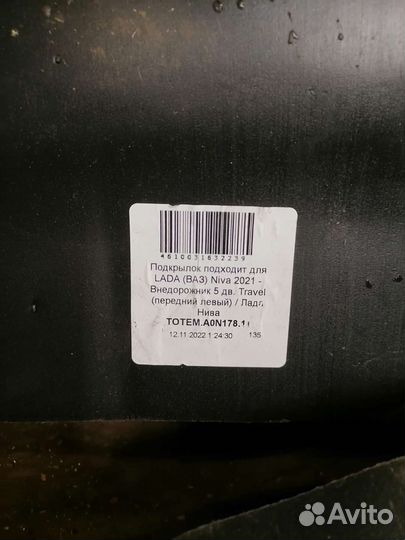 4610031632239
Подкрылок подходит для
LADA (ВАЗ) Niva 2021 -
Внедорожник 5 дв. Travel
(передний левый) / Лада
Нива
TOTEM.A0N178.1
12.11.2022 1 24:30 135
Avito